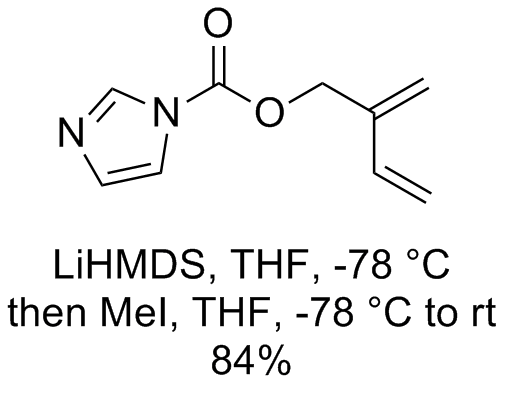 O
N
O
N
LiHMDS, THF, -78 °C
then MeI, THF, -78 °C to rt
84%